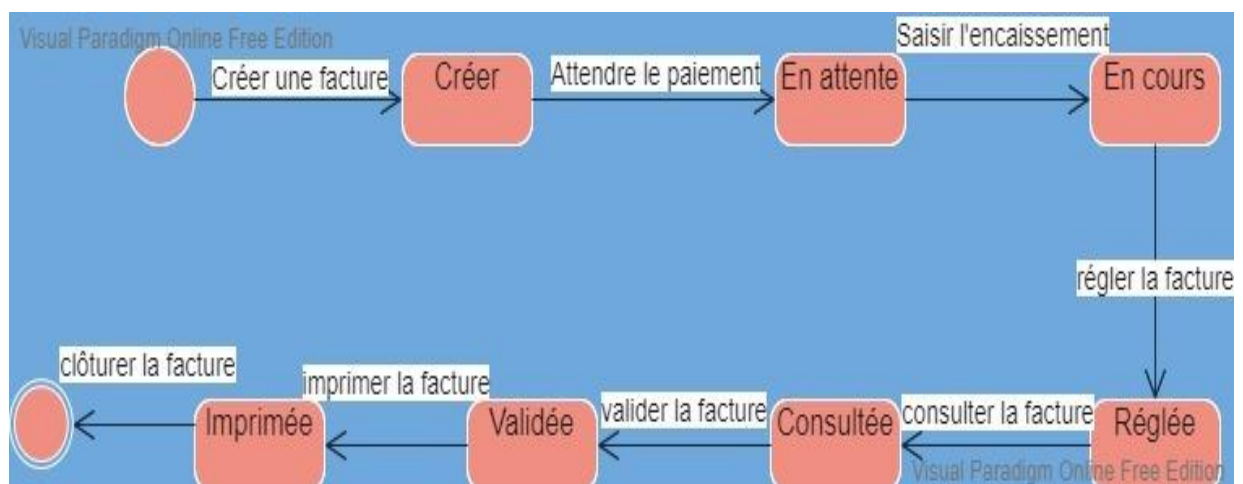 Visual Paradigm Online Free Edition
Créer une facture
Créer
Attendre le paiement
En attente
Saisir l'encaissement
En cours
régler la facture
Réglée
consulter la facture
Consultée
valider la facture
Validée
imprimer la facture
Imprimée
clôturer la facture
Visual Paradigm Online Free Edition